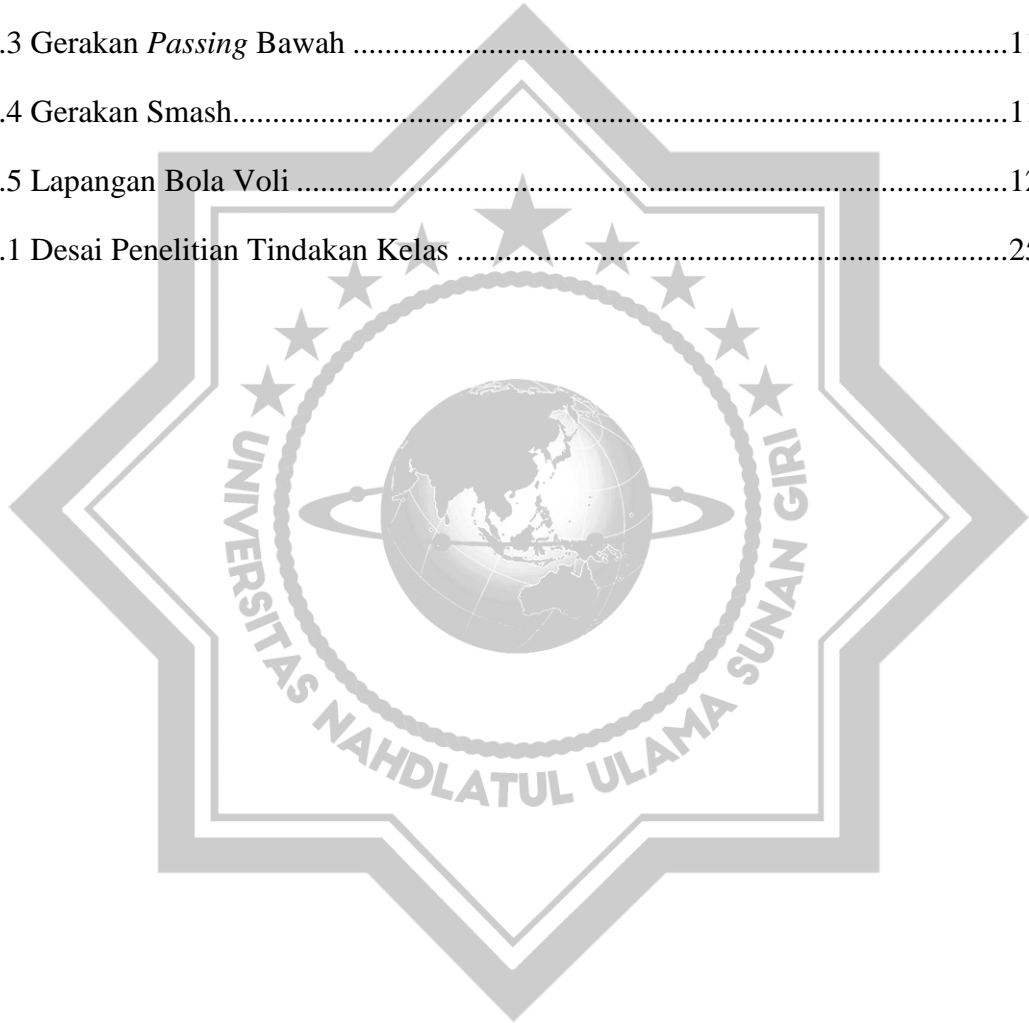 .3 Gerakan Passing Bawah ........................................................................................11
.4 Gerakan Smash........................................................................................................11
.5 Lapangan Bola Voli ................................................................................................12
.1 Desai Penelitian Tindakan Kelas ............................................................................25
UNIVERSITAS NAHDLATUL ULAMA SUNAN GIRI